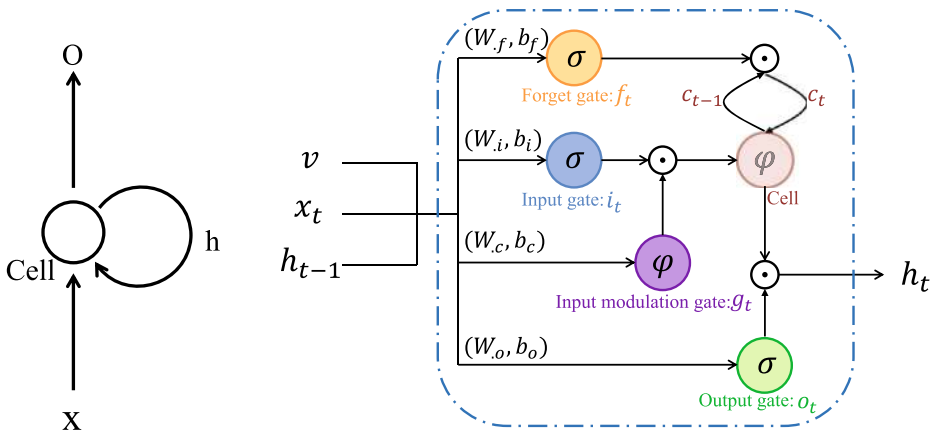 O
Cell
h
x
v
x_t
h_{t-1}
(W_{.f}, b_f)
σ
Forget gate: f_t
c_{t-1}
c_t
(W_{.i}, b_i)
σ
Input gate: i_t
φ
Cell
(W_{.c}, b_c)
φ
Input modulation gate: g_t
h_t
(W_{.o}, b_o)
σ
Output gate: o_t